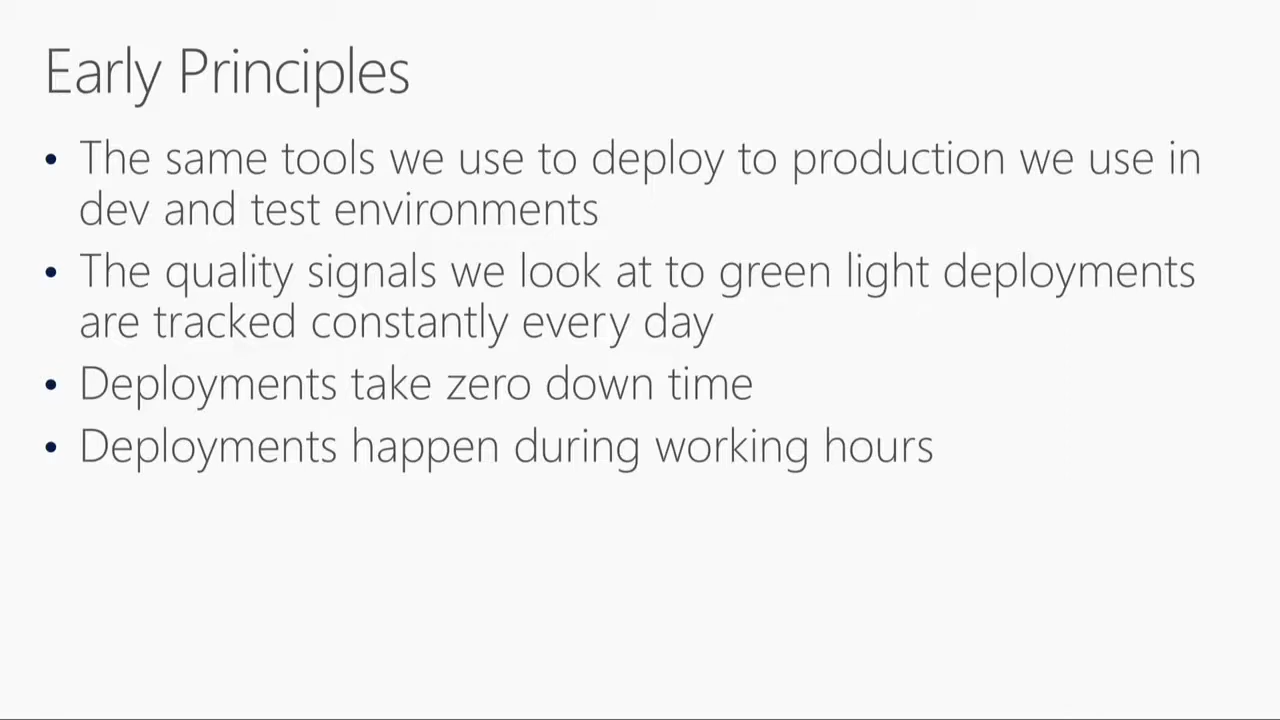 Early Principles
• The same tools we use to deploy to production we use in
dev and test environments
• The quality signals we look at to green light deployments
are tracked constantly every day
• Deployments take zero down time
• Deployments happen during working hours